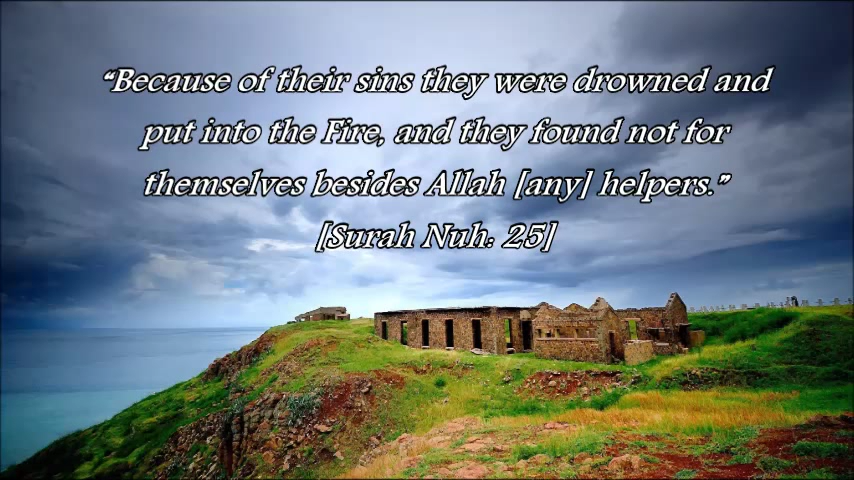 “Because of their sins they were drowned and
put into the Fire, and they found not for
themselves besides Allah [any] helpers.”
[Surah Nuh: 25]